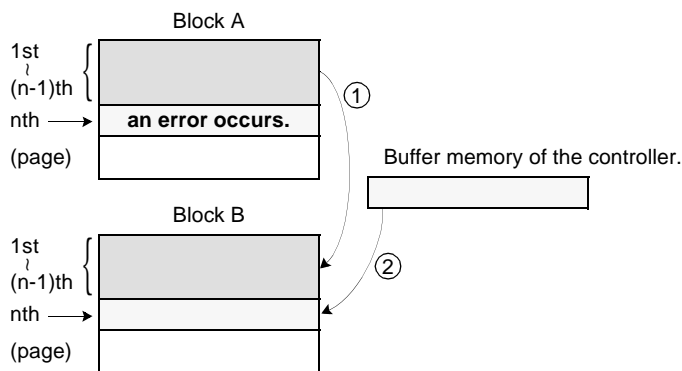 Block A
1st
~
(n-1)th
nth
an error occurs.
(page)
1
Buffer memory of the controller.
Block B
1st
~
(n-1)th
2
nth
(page)